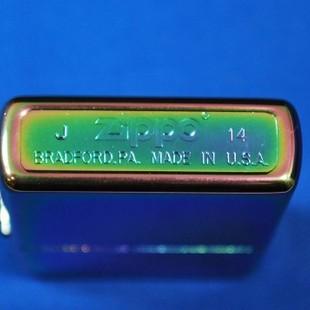 J Zippo® 14
BRADFORD,PA. MADE IN U.S.A.